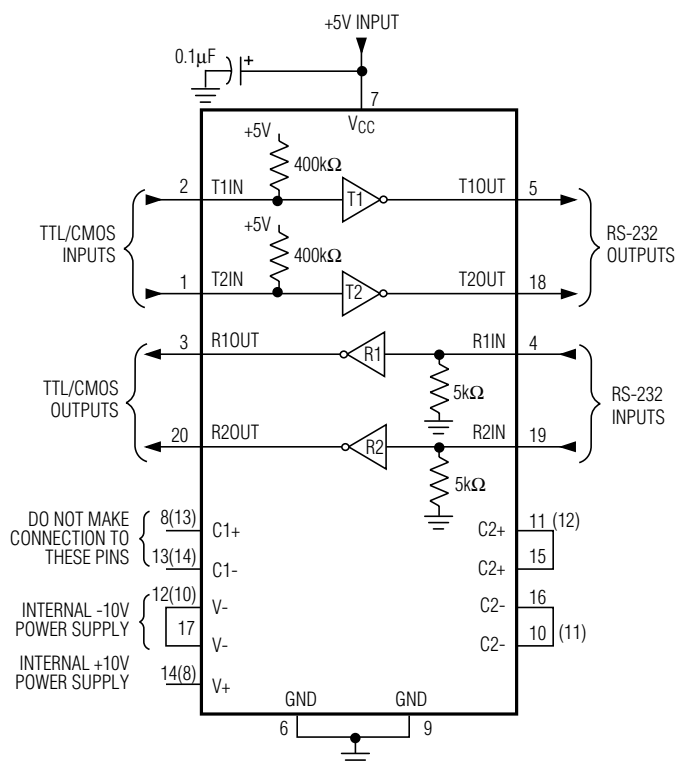 +5V INPUT
0.1µF
+
7
VCC
+5V
400kΩ
2
T1IN
T1
T1OUT
5
TTL/CMOS
INPUTS
+5V
400kΩ
RS-232
OUTPUTS
1
T2IN
T2
T2OUT
18
3
R1OUT
R1
R1IN
4
TTL/CMOS
OUTPUTS
5kΩ
RS-232
INPUTS
20
R2OUT
R2
R2IN
19
5kΩ
DO NOT MAKE
CONNECTION TO
THESE PINS
8(13)
C1+
13(14)
C1-
C2+
11 (12)
C2+
15
INTERNAL -10V
POWER SUPPLY
12(10)
V-
17
V-
C2-
16
C2-
10 (11)
INTERNAL +10V
POWER SUPPLY
14(8)
V+
GND
GND
6
9